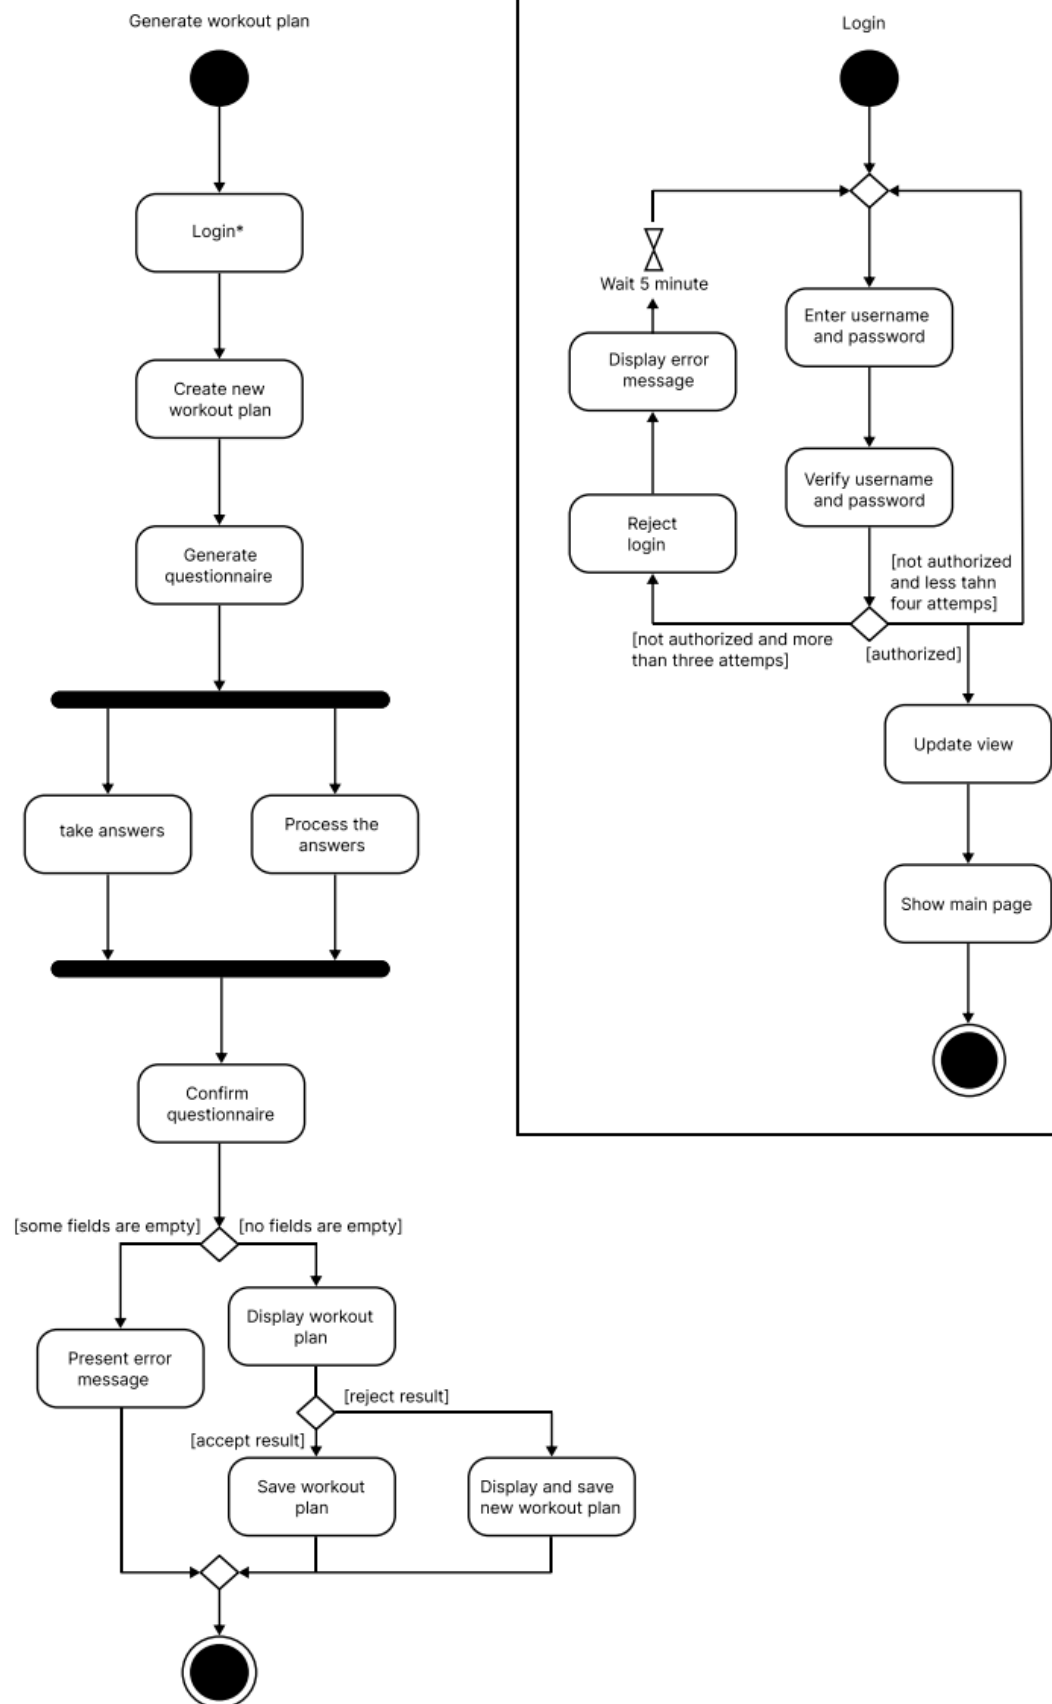 Generate workout plan
Login*
Create new
workout plan
Generate
questionnaire
take answers
Process the
answers
Confirm
questionnaire
[some fields are empty]
[no fields are empty]
Display workout
plan
Present error
message
[reject result]
[accept result]
Save workout
plan
Display and save
new workout plan
Login
Wait 5 minute
Enter username
and password
Display error
message
Verify username
and password
Reject
login
[not authorized
and less tahn
four attemps]
[not authorized and more
than three attemps]
[authorized]
Update view
Show main page